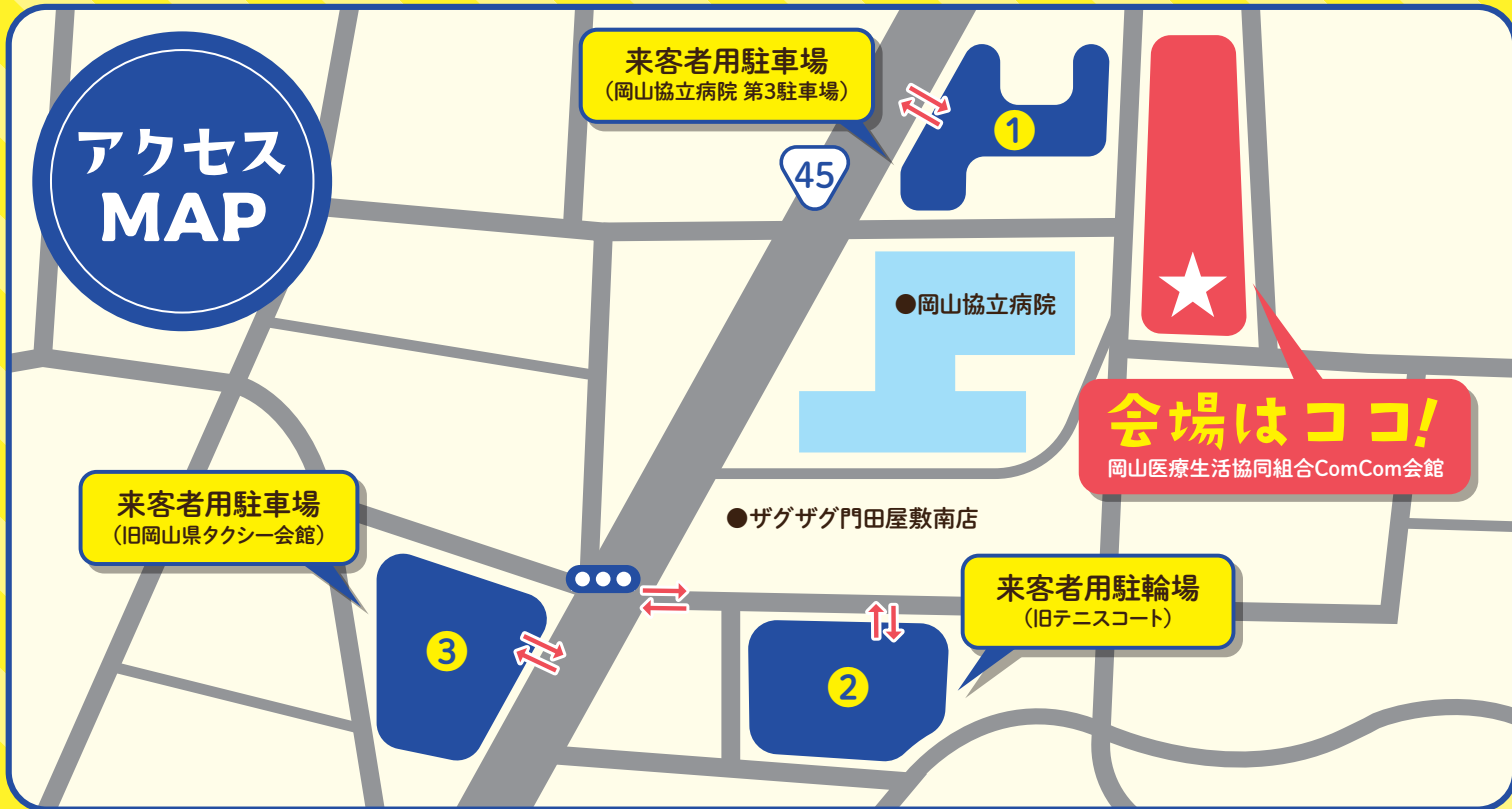 アクセス
MAP
来客者用駐車場
(岡山協立病院 第3駐車場)
1
45
●岡山協立病院
会場はココ!
岡山医療生活協同組合ComCom会館
来客者用駐車場
(旧岡山県タクシー会館)
●ザグザグ門田屋敷南店
来客者用駐輪場
(旧テニスコート)
3
2